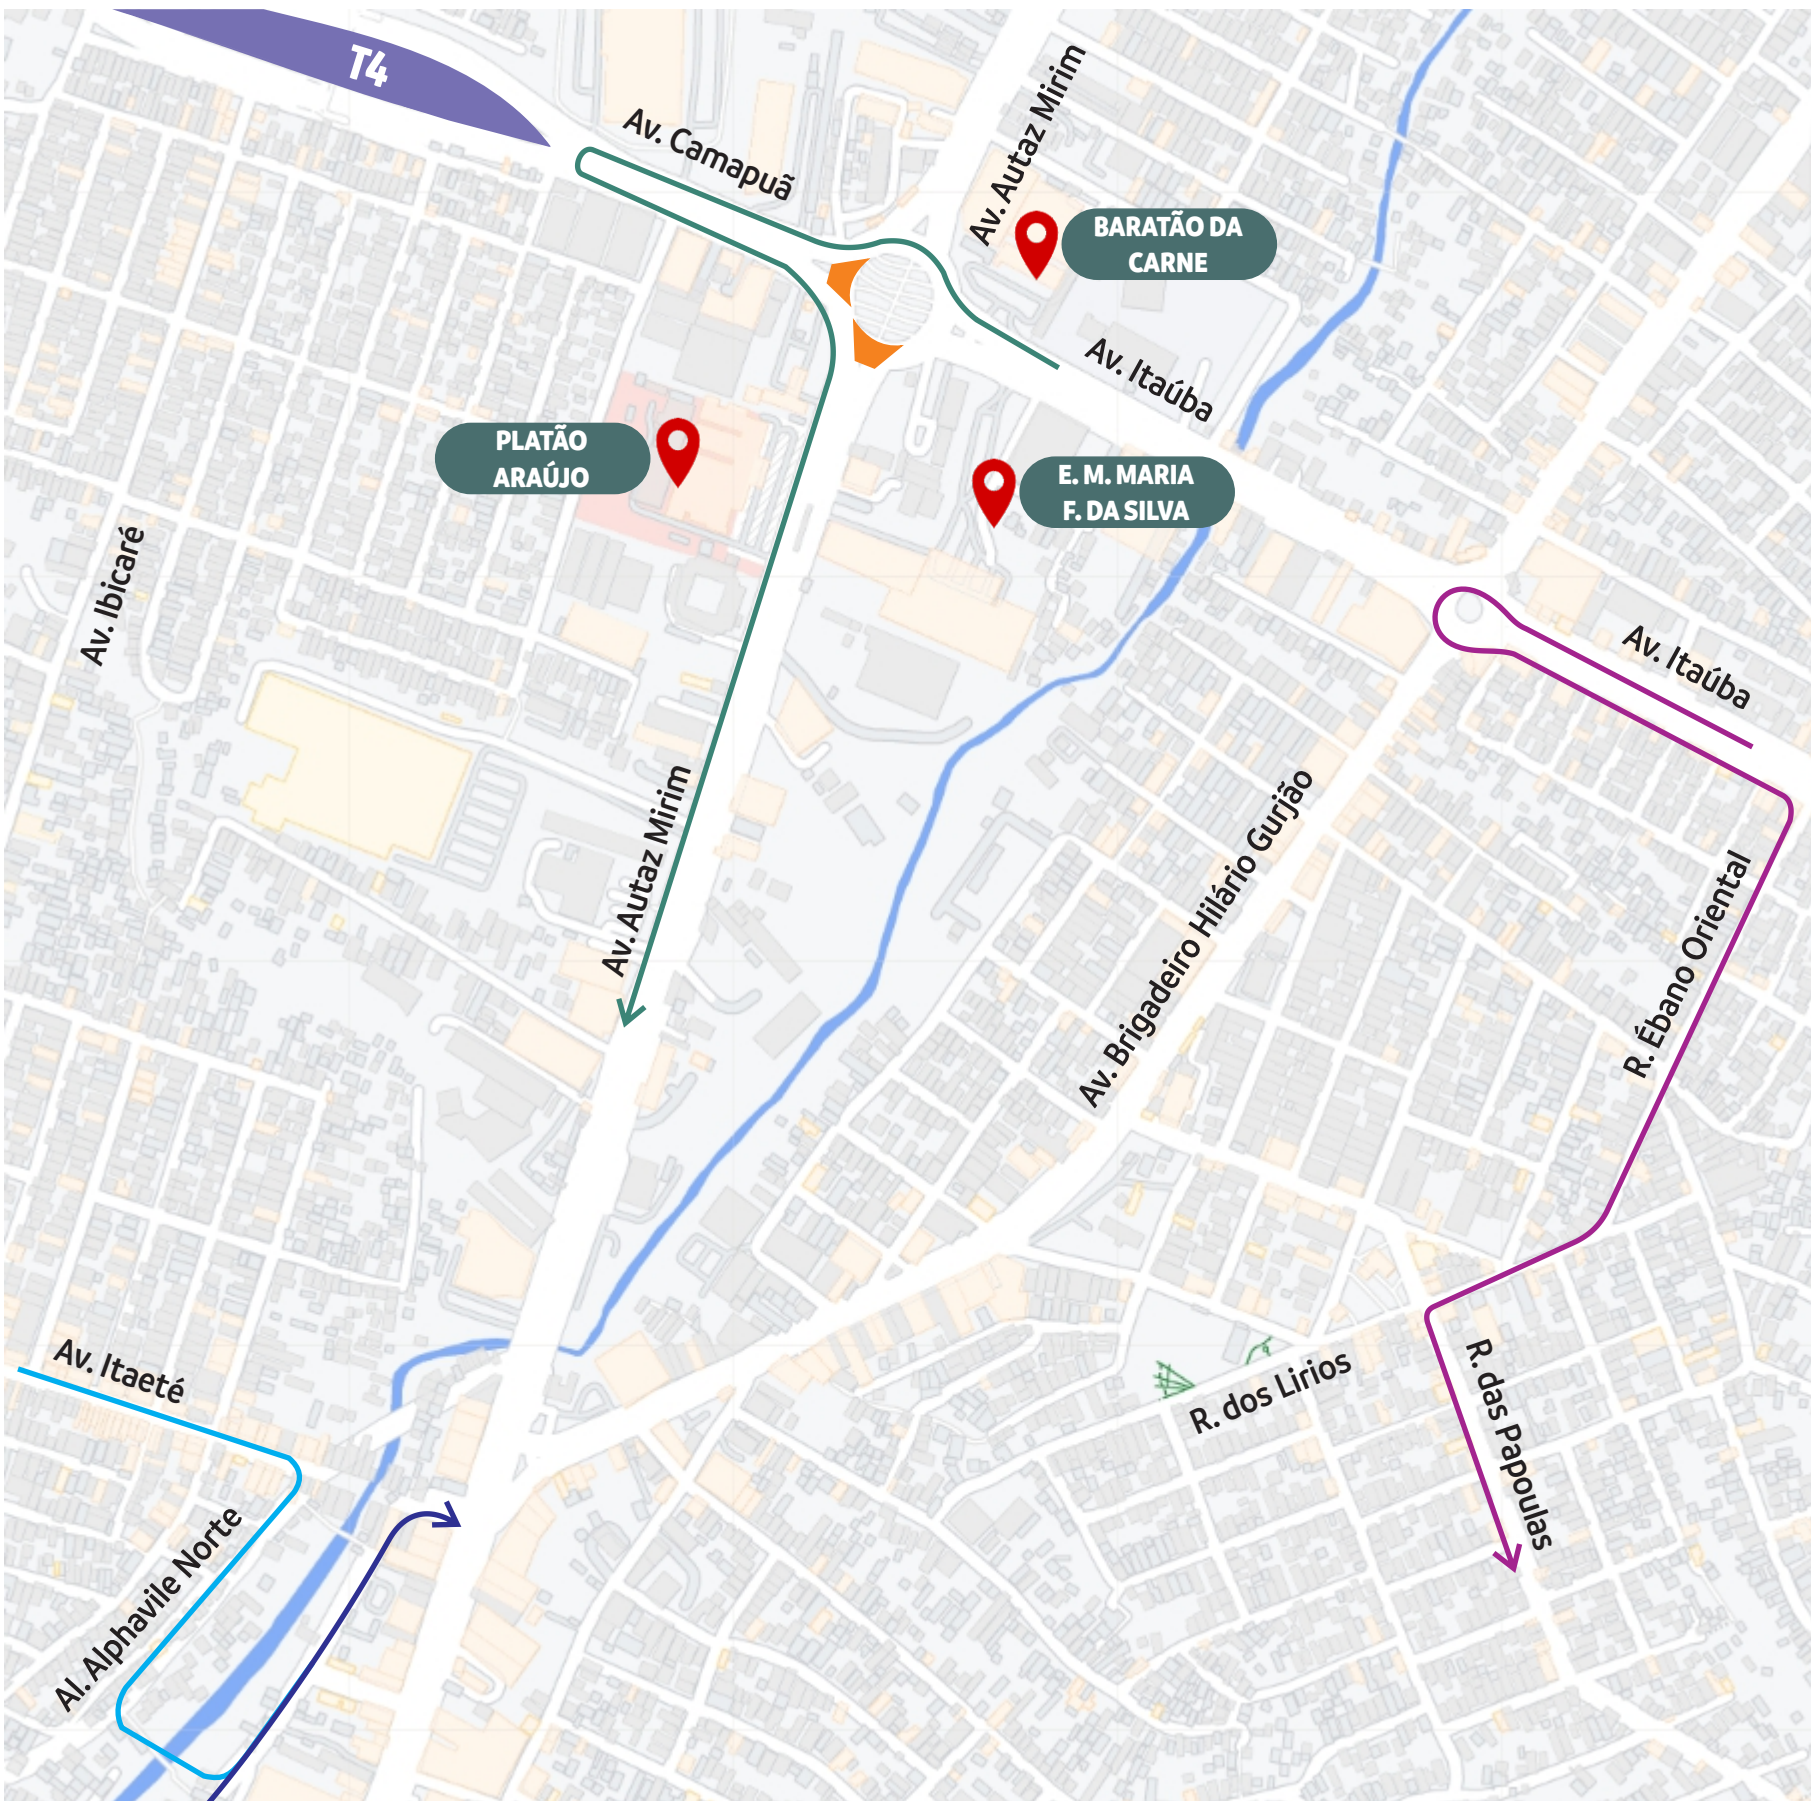 T4
Av. Camapuã
Av. Autaz Mirim
BARATÃO DA
CARNE
Av. Itaúba
PLATÃO
ARAÚJO
E. M. MARIA
F. DA SILVA
Av. Ibicaré
Av. Itaúba
Av. Autaz Mirim
Av. Brigadeiro Hilário Gurjão
R. Ébano Oriental
Av. Itaeté
R. dos Lirios
R. das Papoulas
Al. Alphavile Norte